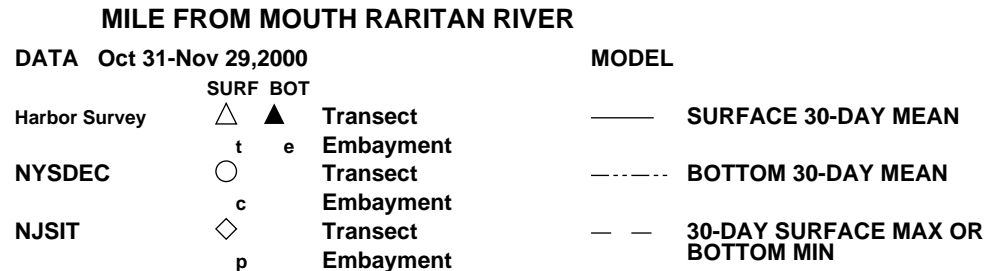 MILE FROM MOUTH RARITAN RIVER
DATA Oct 31-Nov 29,2000 MODEL
SURF BOT
Harbor Survey Transect SURFACE 30-DAY MEAN
t e Embayment
NYSDEC Transect BOTTOM 30-DAY MEAN
c Embayment
NJSIT Transect 30-DAY SURFACE MAX OR
BOTTOM MIN
p Embayment